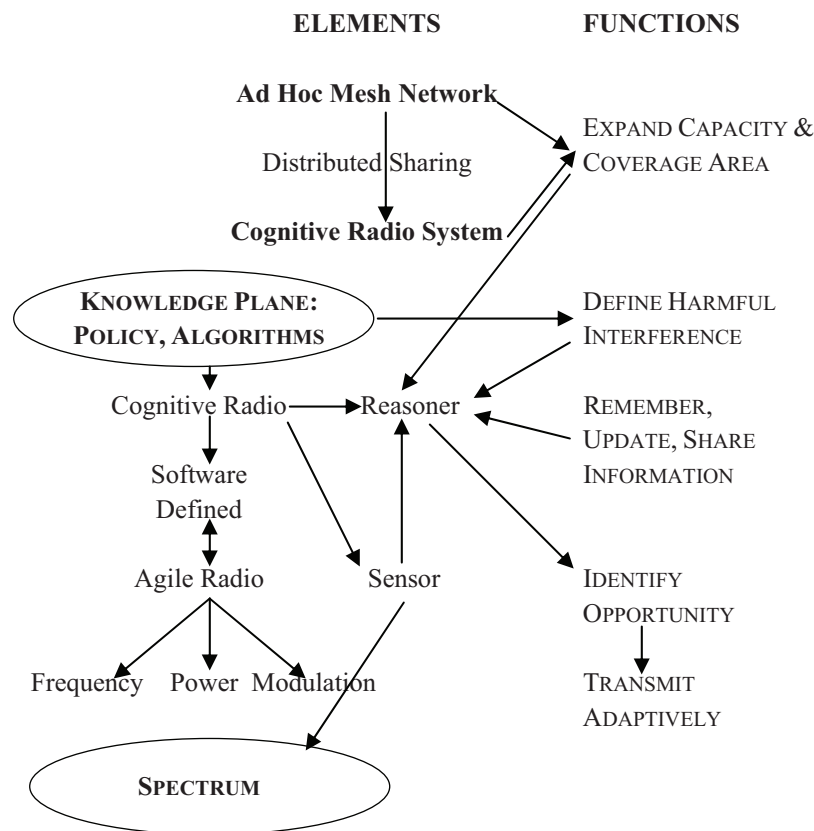 ELEMENTS
FUNCTIONS
Ad Hoc Mesh Network
EXPAND CAPACITY &
COVERAGE AREA
Distributed Sharing
Cognitive Radio System
KNOWLEDGE PLANE:
POLICY, ALGORITHMS
DEFINE HARMFUL
INTERFERENCE
Cognitive Radio
Reasoner
REMEMBER,
UPDATE, SHARE
INFORMATION
Software
Defined
Agile Radio
Sensor
IDENTIFY
OPPORTUNITY
Frequency
Power
Modulation
TRANSMIT
ADAPTIVELY
SPECTRUM